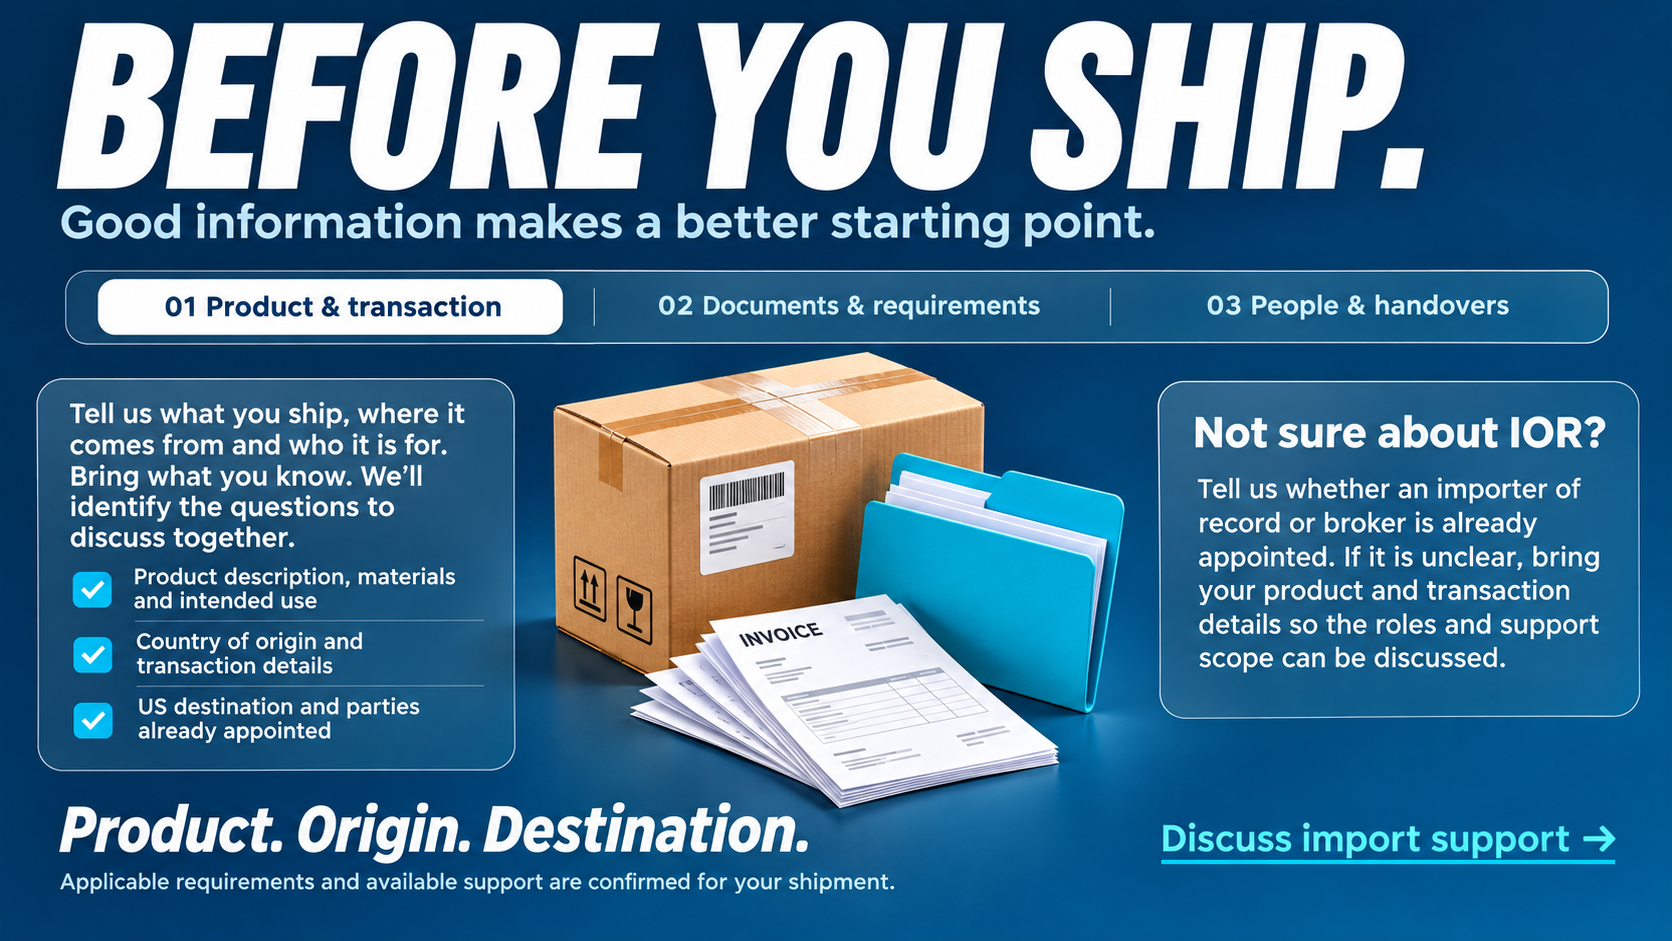 BEFORE YOU SHIP.
Good information makes a better starting point.
01 Product & transaction
02 Documents & requirements
03 People & handovers
Tell us what you ship, where it
comes from and who it is for.
Bring what you know. We’ll
identify the questions to
discuss together.
Product description, materials
and intended use
Country of origin and
transaction details
US destination and parties
already appointed
INVOICE
Not sure about IOR?
Tell us whether an importer of
record or broker is already
appointed. If it is unclear, bring
your product and transaction
details so the roles and support
scope can be discussed.
Product. Origin. Destination.
Applicable requirements and available support are confirmed for your shipment.
Discuss import support →